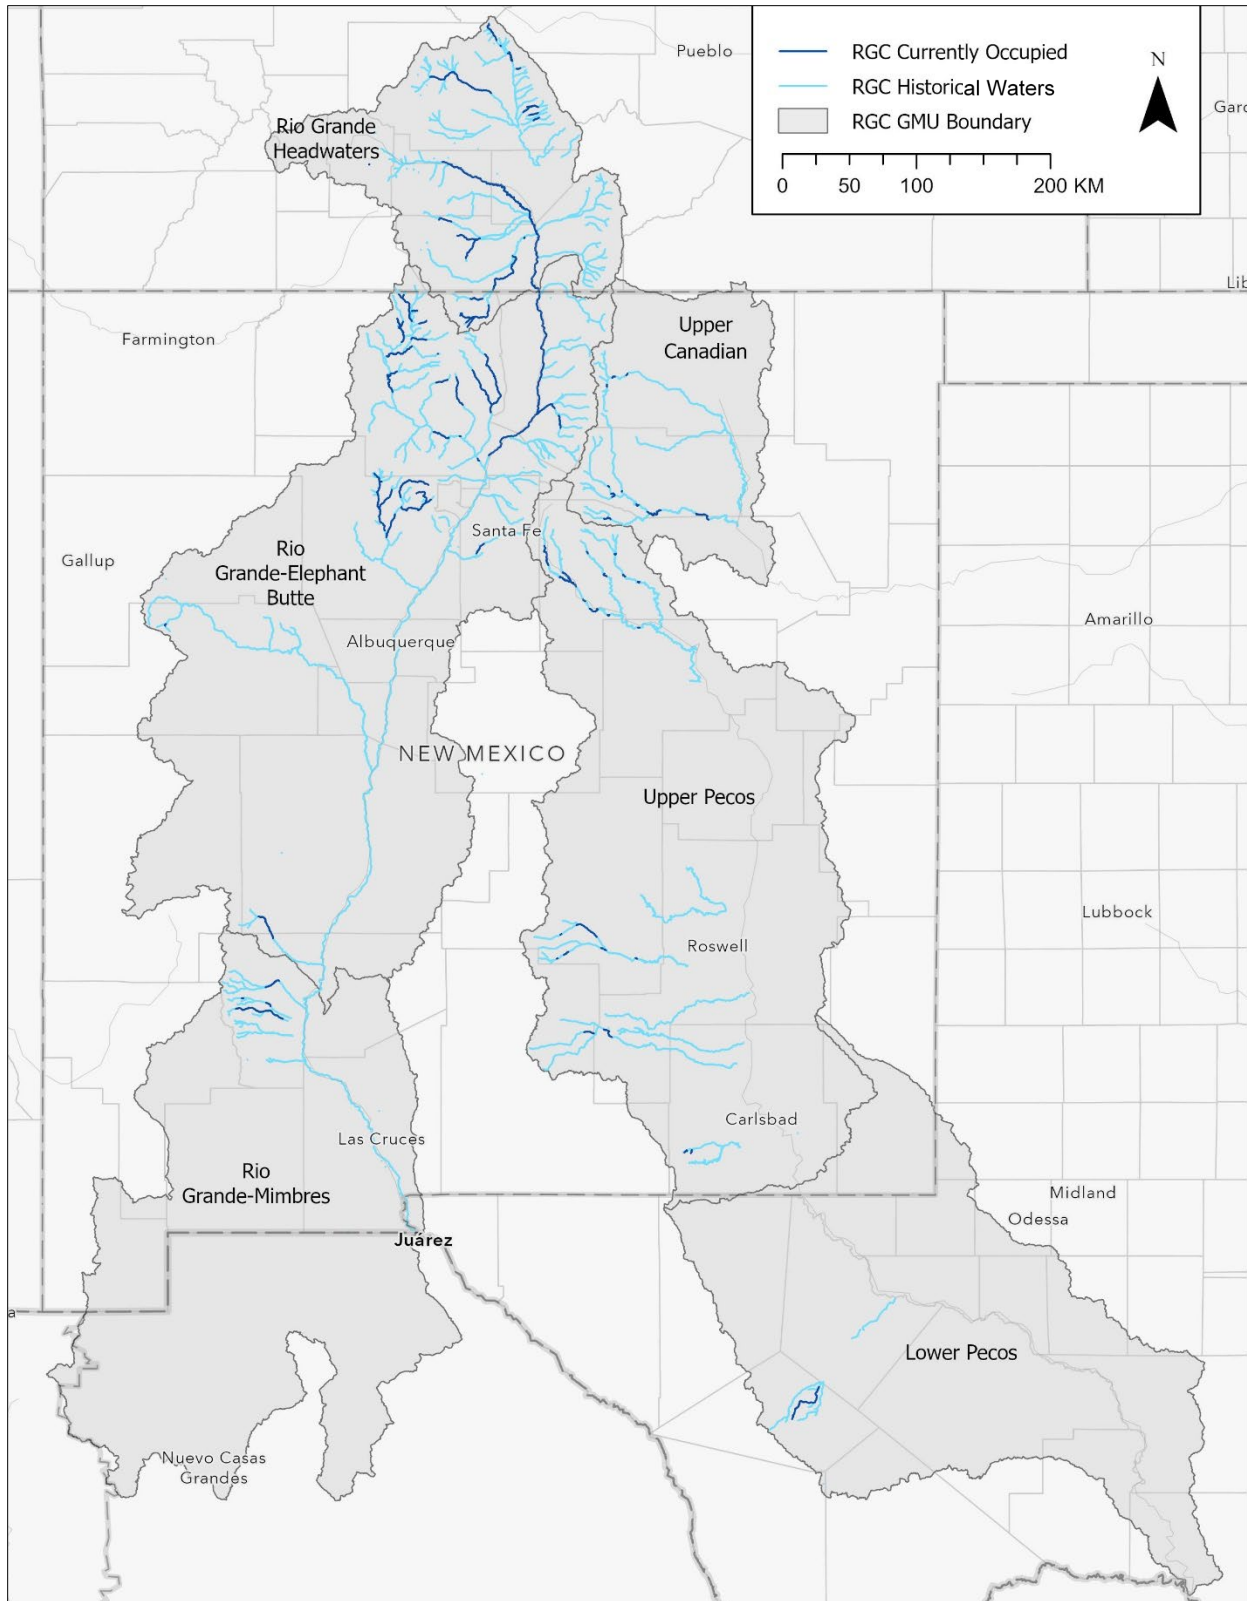 Pueblo
RGC Currently Occupied
RGC Historical Waters
RGC GMU Boundary
0 50 100 200 KM
N
Gard
Rio Grande
Headwaters
Lib
Farmington
Upper
Canadian
Santa Fe
Gallup
Rio
Grande-Elephant
Butte
Albuquerque
Amarillo
NEW MEXICO
Upper Pecos
Roswell
Lubbock
Carlsbad
Las Cruces
Rio
Grande-Mimbres
Midland
Odessa
Juárez
a
Lower Pecos
Nuevo Casas
Grandes